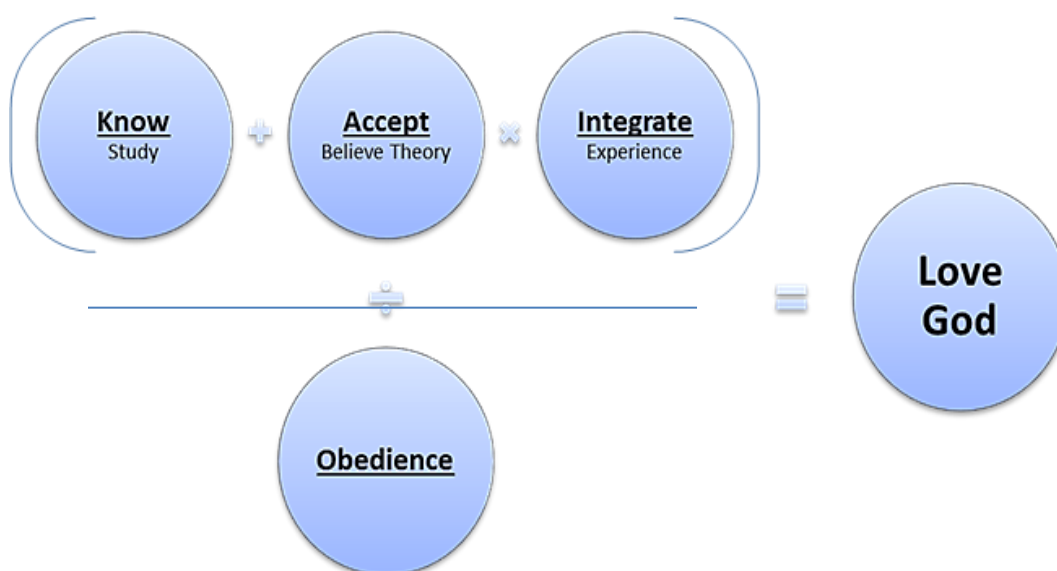 Know
Study
+
Accept
Believe Theory
×
Integrate
Experience
÷
Obedience
=
Love
God